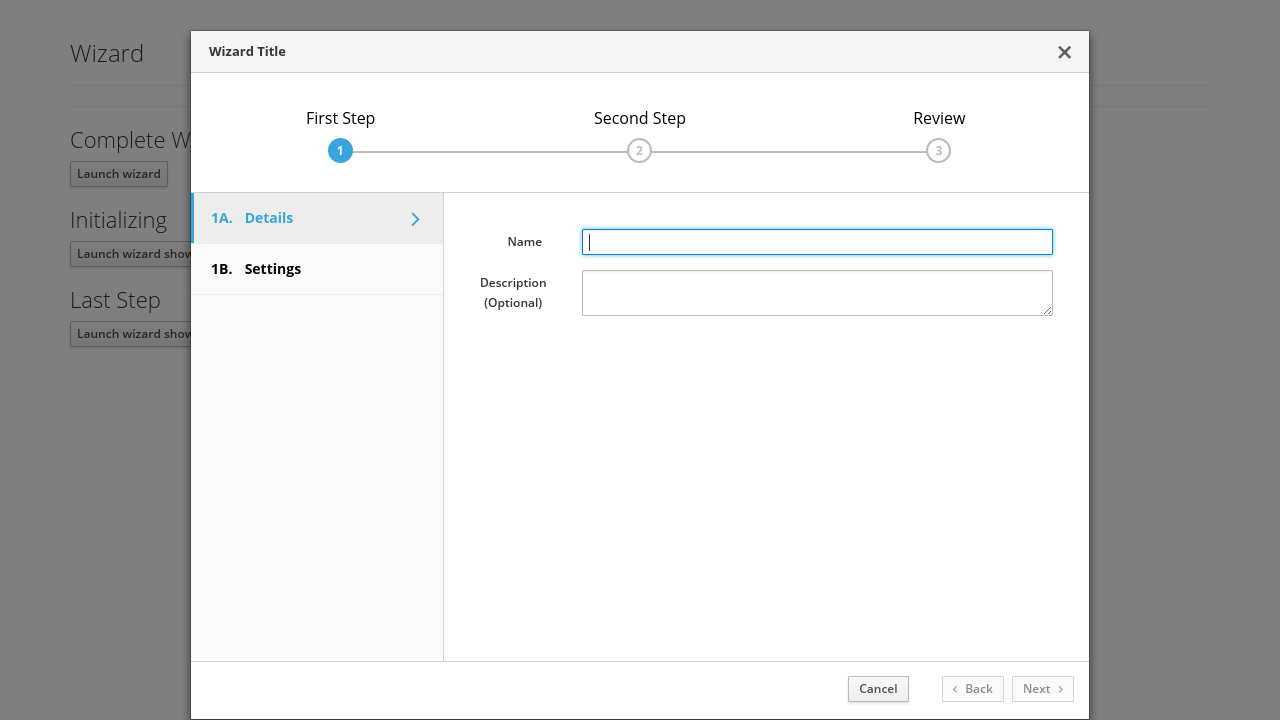 Wizard
Wizard Title
×
First Step
Second Step
Review
1
2
3
Complete W
Launch wizard
Initializing
Launch wizard show
Last Step
Launch wizard show
1A. Details
1B. Settings
Name
Description
(Optional)
Cancel
Back
Next